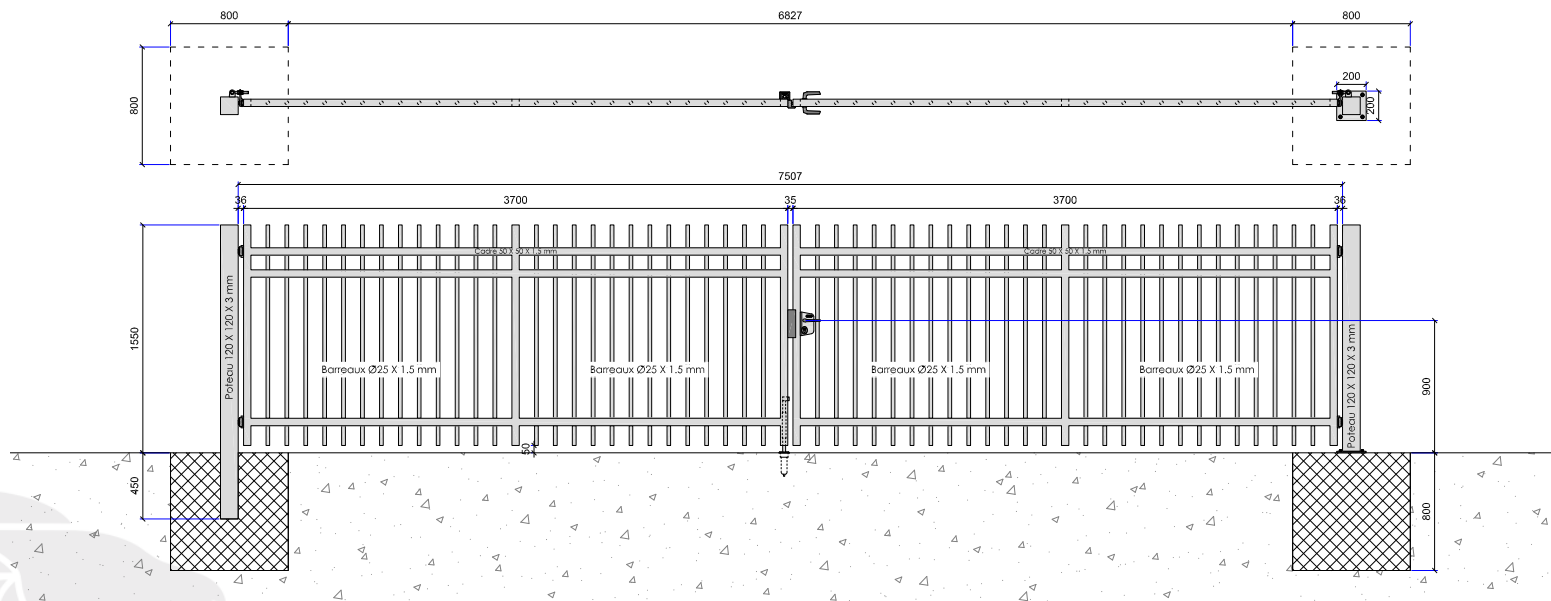 800
6827
800
800
200
200
7507
36
3700
35
3700
36
Cadre 50 X 50 X 1.5 mm
Cadre 50 X 50 X 1.5 mm
1550
Poteau 120 X 120 X 3 mm
Barreaux Ø25 X 1.5 mm
Barreaux Ø25 X 1.5 mm
Barreaux Ø25 X 1.5 mm
Barreaux Ø25 X 1.5 mm
Poteau 120 X 120 X 3 mm
900
50
450
800